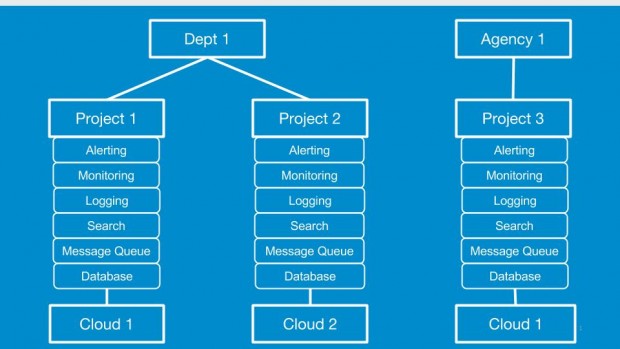 Dept 1
Agency 1
Project 1
Project 2
Project 3
Alerting
Alerting
Alerting
Monitoring
Monitoring
Monitoring
Logging
Logging
Logging
Search
Search
Search
Message Queue
Message Queue
Message Queue
Database
Database
Database
Cloud 1
Cloud 2
Cloud 1